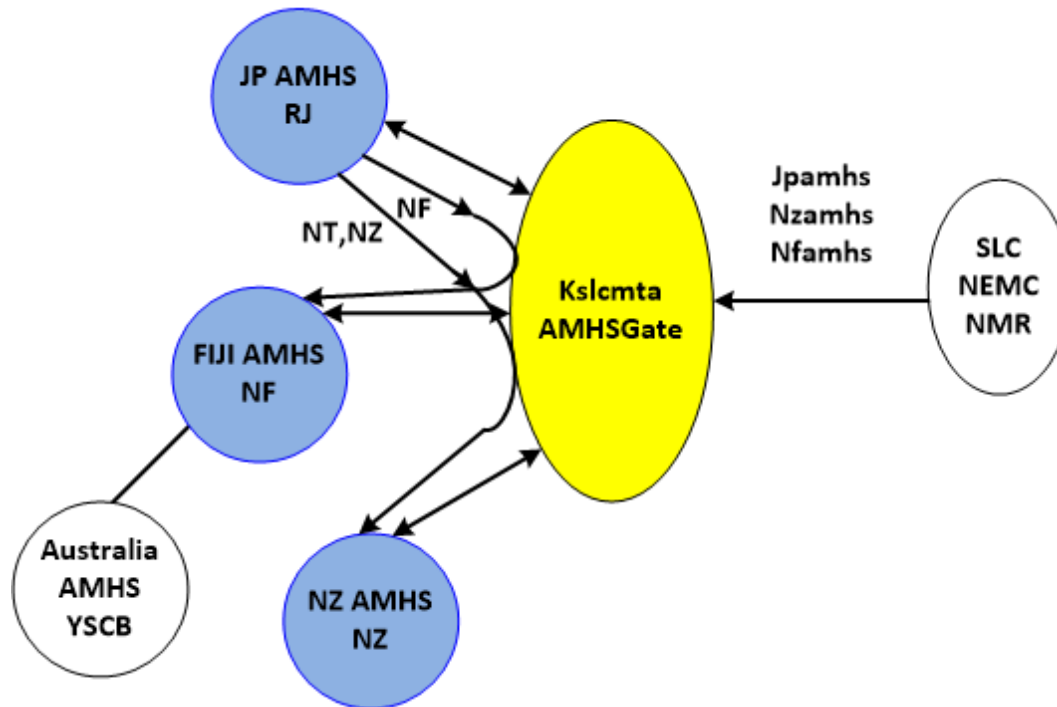 JP AMHS
RJ
NF
NT,NZ
Jpamhs
Nzamhs
Nfamhs
SLC
NEMC
NMR
Kslcmta
AMHSGate
FIJI AMHS
NF
Australia
AMHS
YSCB
NZ AMHS
NZ